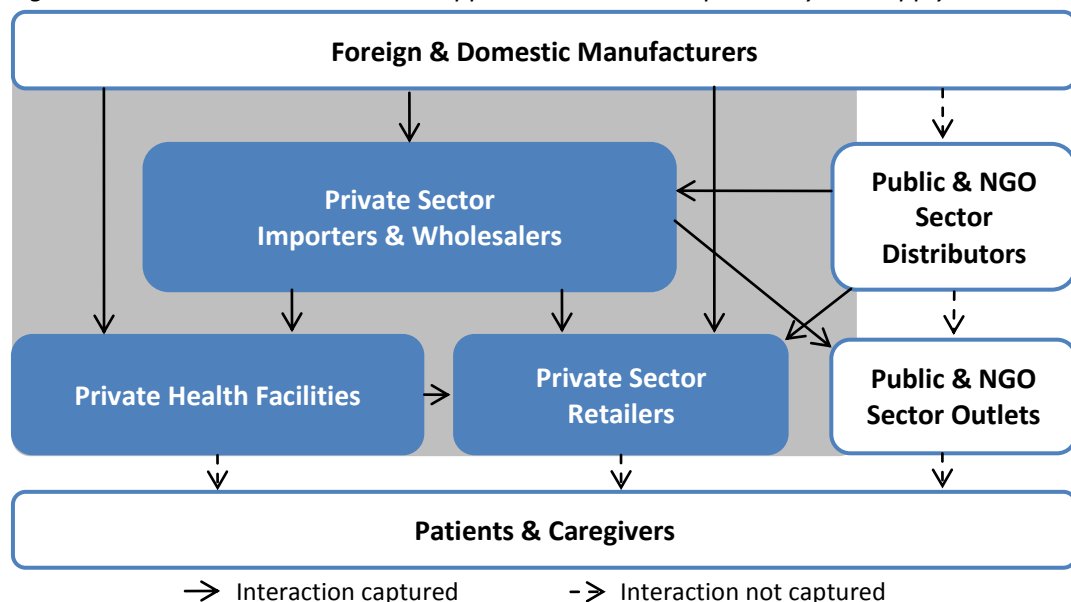 Foreign & Domestic Manufacturers
Private Sector
Importers & Wholesalers
Public & NGO
Sector
Distributors
Private Health Facilities
Private Sector
Retailers
Public & NGO
Sector Outlets
Patients & Caregivers
Interaction captured
Interaction not captured